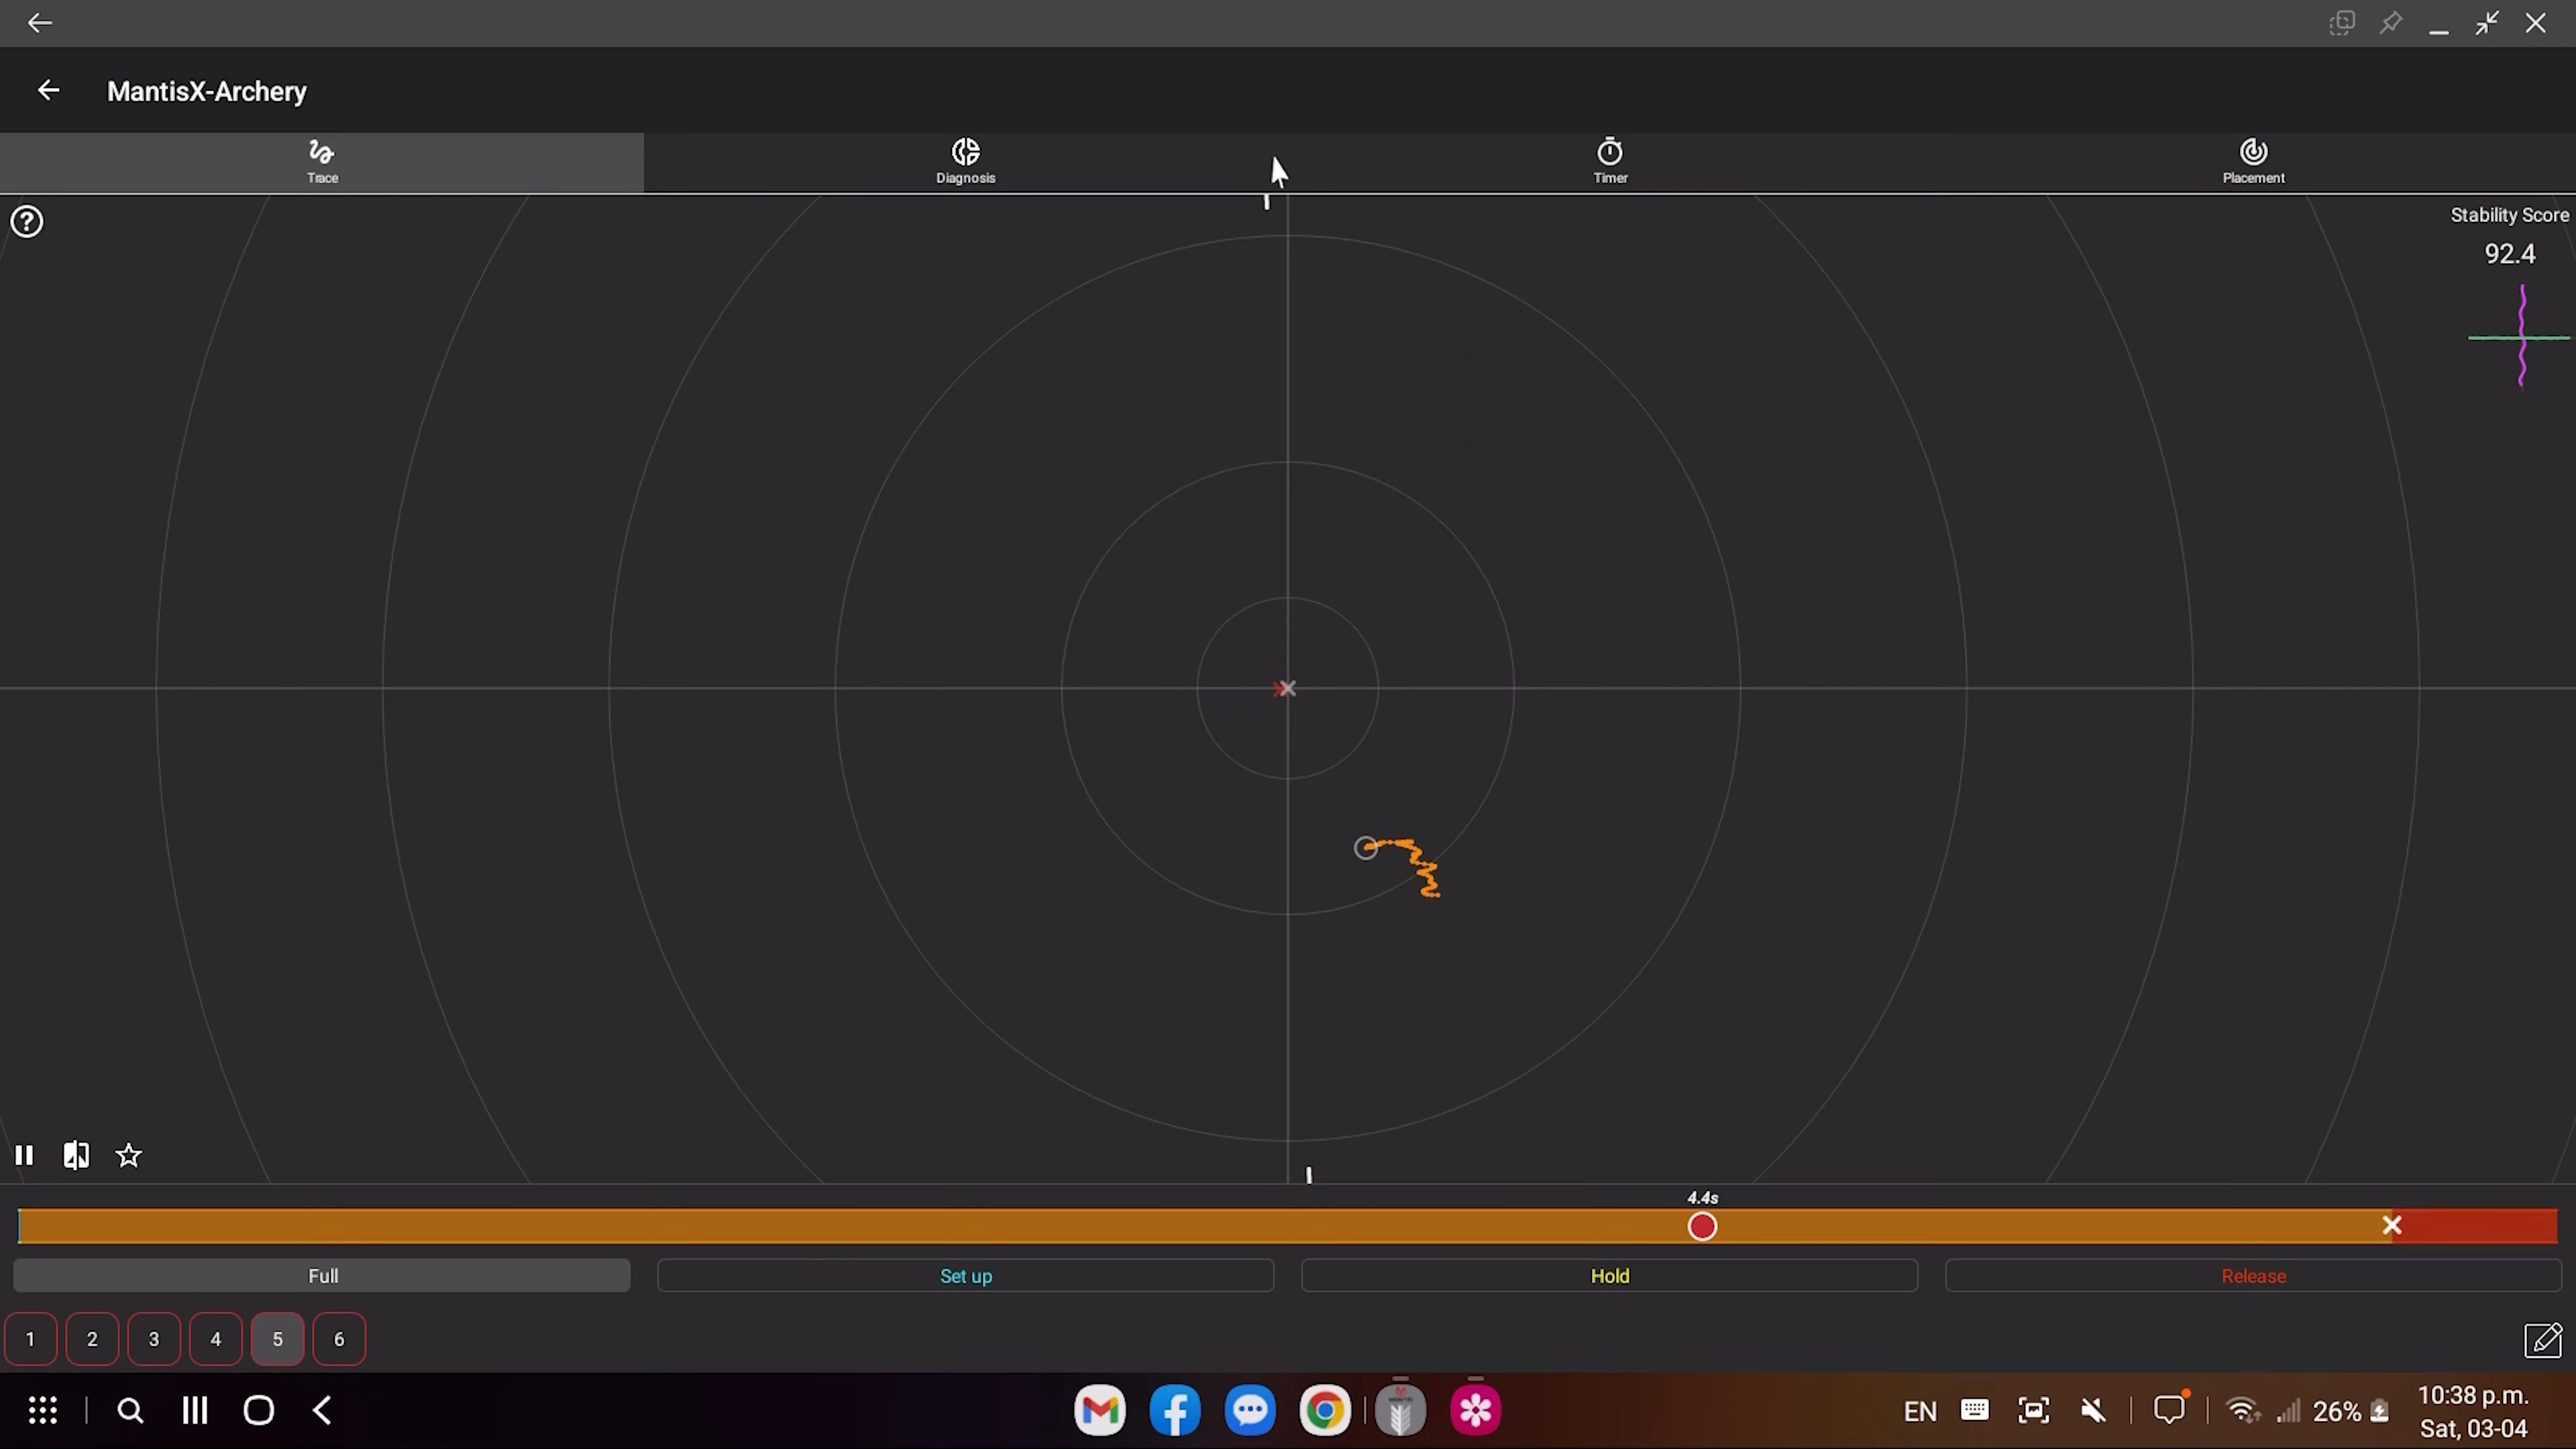 MantisX-Archery
Trace
Diagnosis
Timer
Placement
Stability Score
92.4
4.4s
Full
Set up
Hold
Release
1
2
3
4
5
6
EN
26%
10:38 p.m.
Sat, 03-04